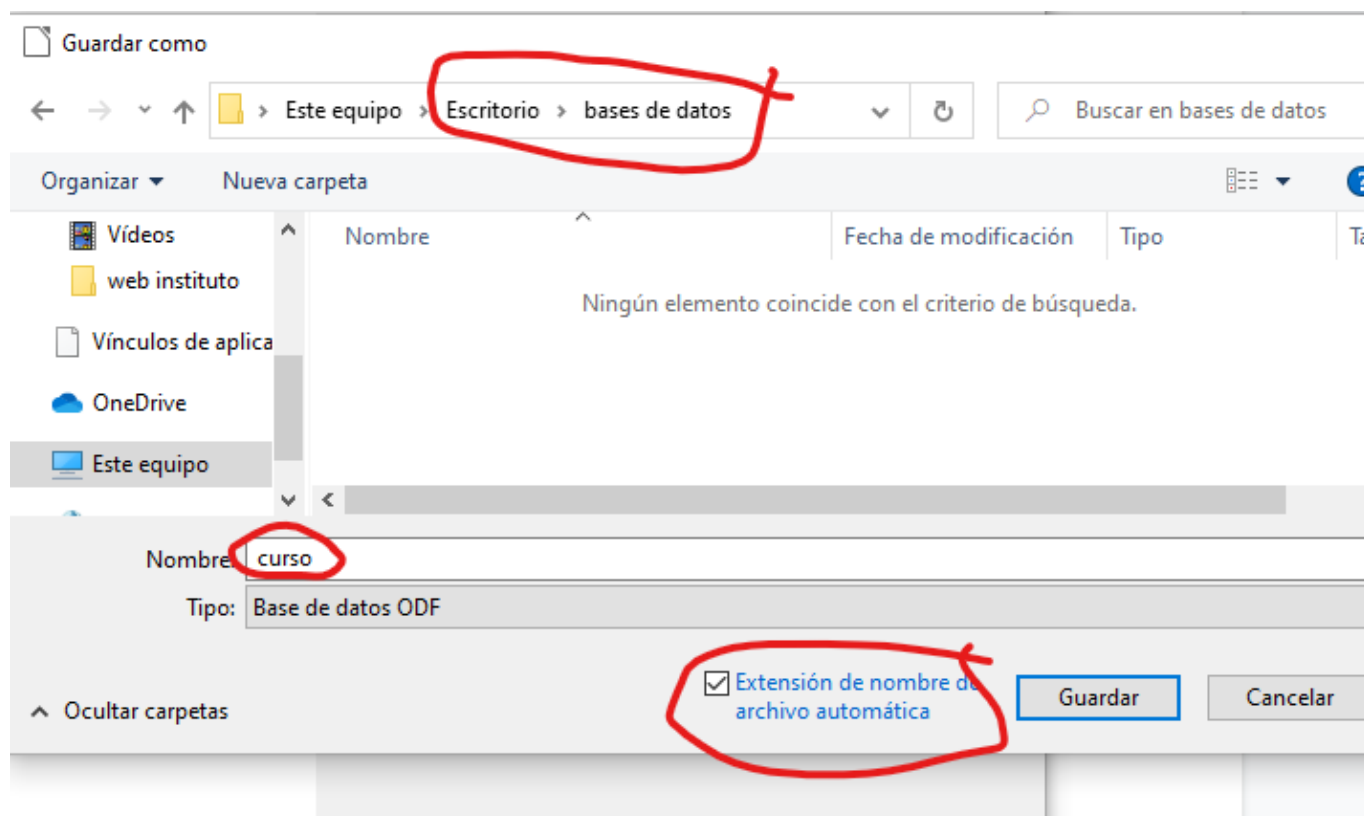 Guardar como
Este equipo > Escritorio > bases de datos
Buscar en bases de datos
Organizar
Nueva carpeta
Vídeos
web instituto
Vínculos de aplica
OneDrive
Este equipo
Nombre
Fecha de modificación
Tipo
Ta
Ningún elemento coincide con el criterio de búsqueda.
Nombre: curso
Tipo: Base de datos ODF
Extensión de nombre de
archivo automática
Guardar
Cancelar
Ocultar carpetas